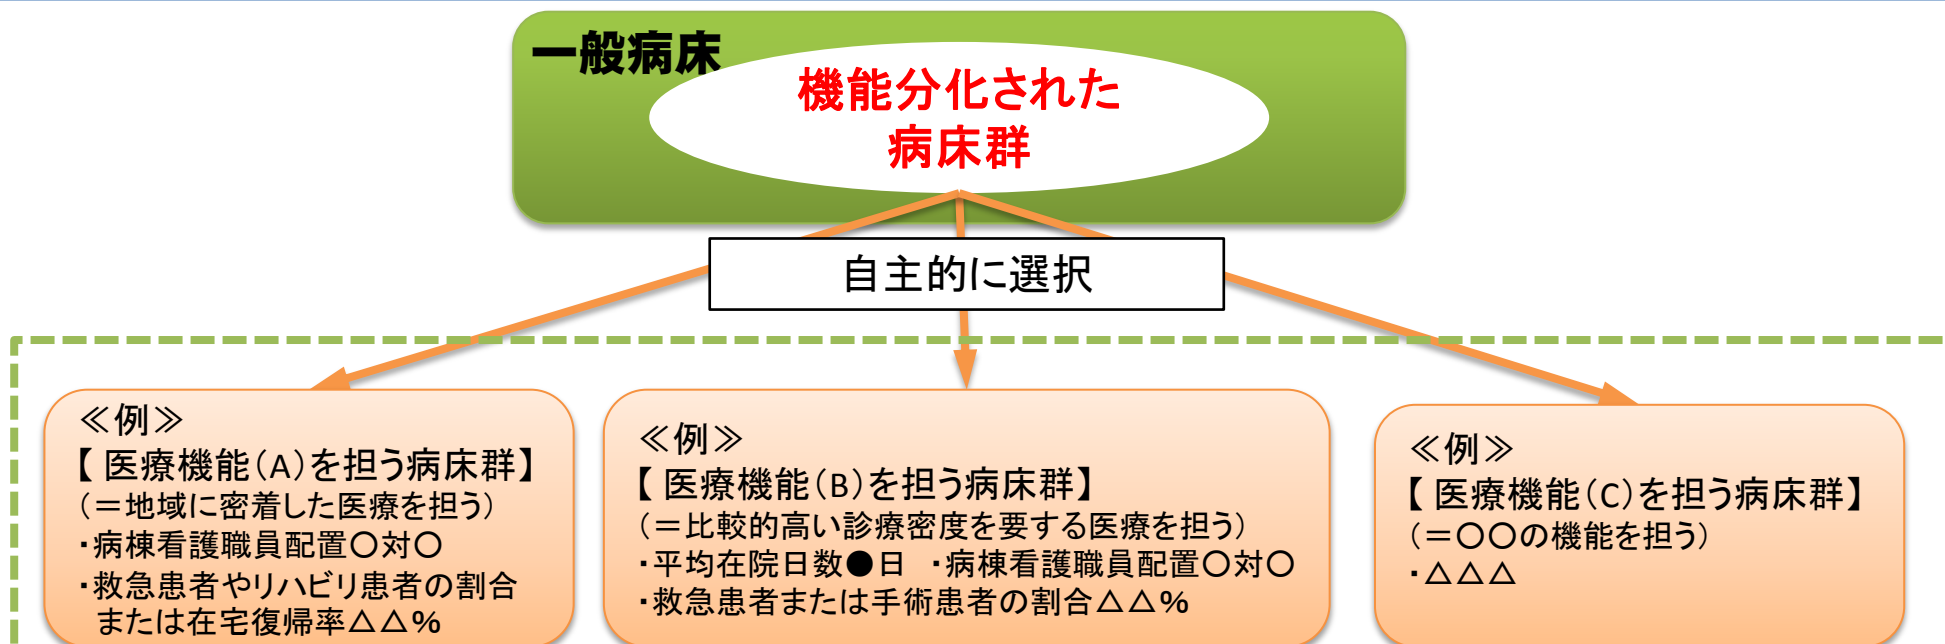 一般病床
機能分化された
病床群
自主的に選択
≪例≫
【 医療機能(A)を担う病床群】
(＝地域に密着した医療を担う)
・病棟看護職員配置〇対〇
・救急患者やリハビリ患者の割合
または在宅復帰率△△%
≪例≫
【 医療機能(B)を担う病床群】
(＝比較的高い診療密度を要する医療を担う)
・平均在院日数●日 ・病棟看護職員配置〇対〇
・救急患者または手術患者の割合△△%
≪例≫
【 医療機能(C)を担う病床群】
(＝〇〇の機能を担う)
・△△△